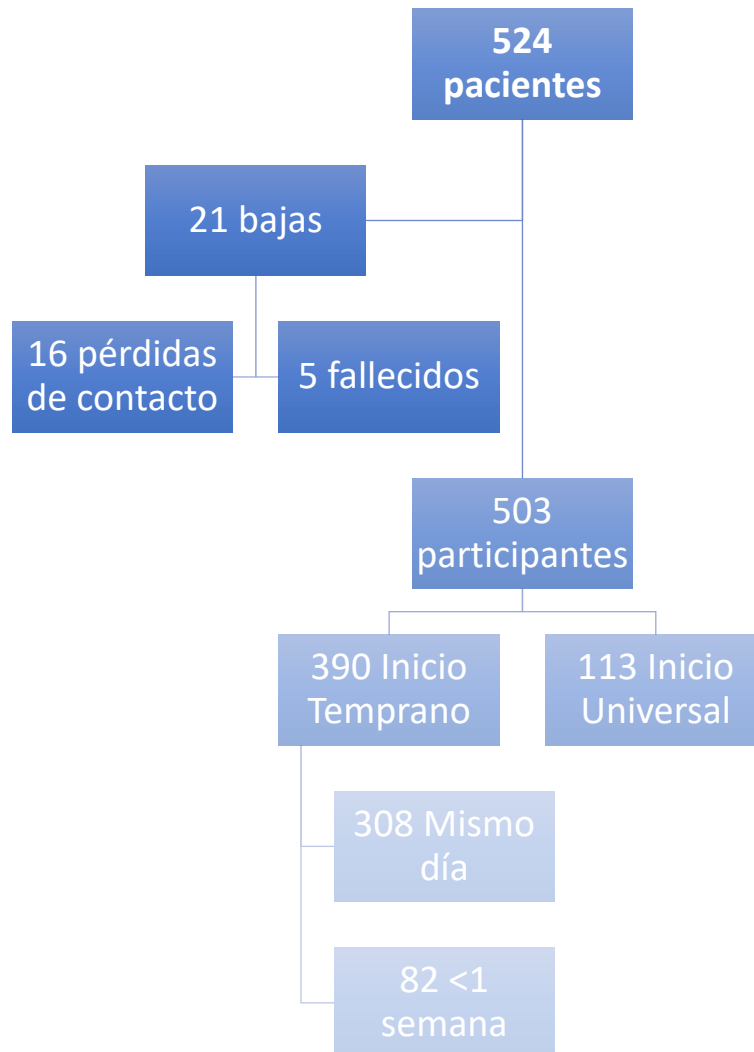 524
pacientes
21 bajas
16 pérdidas
de contacto
5 fallecidos
503
participantes
390 Inicio
Temprano
113 Inicio
Universal
308 Mismo
día
82 <1
semana